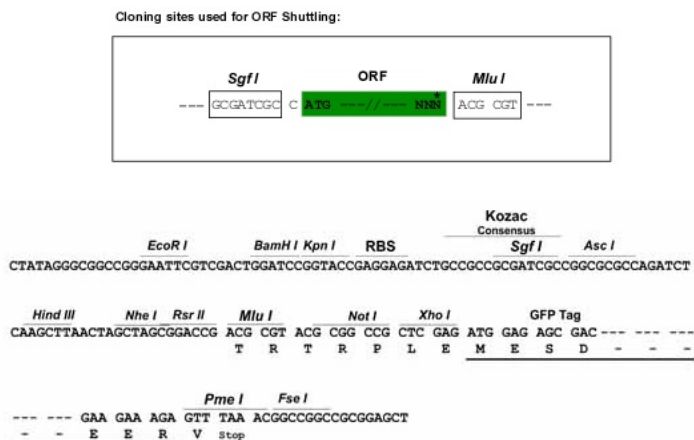 Cloning sites used for ORF Shuttling:
Sgf I ORF Mlu I
--- GCGATCGC C ATG ---//--- NNN* ACG CGT ---
Kozac
Consensus
EcoR I BamH I Kpn I RBS Sgf I Asc I
CTATAGGGCGGCCGGGAATTCGTCGACTGGATCCGGTACCGAGGAGATCTGCCGCCGCGATCGCCGGCGCGCCAGATCT
Hind III Nhe I Rsr II Mlu I Not I Xho I GFP Tag
CAAGCTTAACTAGCTAGCGGACCG ACG CGT ACG CGG CCG CTC GAG ATG GAG AGC GAC--- --- ---
T R T R P L E M E S D - - -
Pme I Fse I
--- --- GAA GAA AGA GTT TAA ACGGCCGGCCGCGGAGCT
- - E E R V Stop